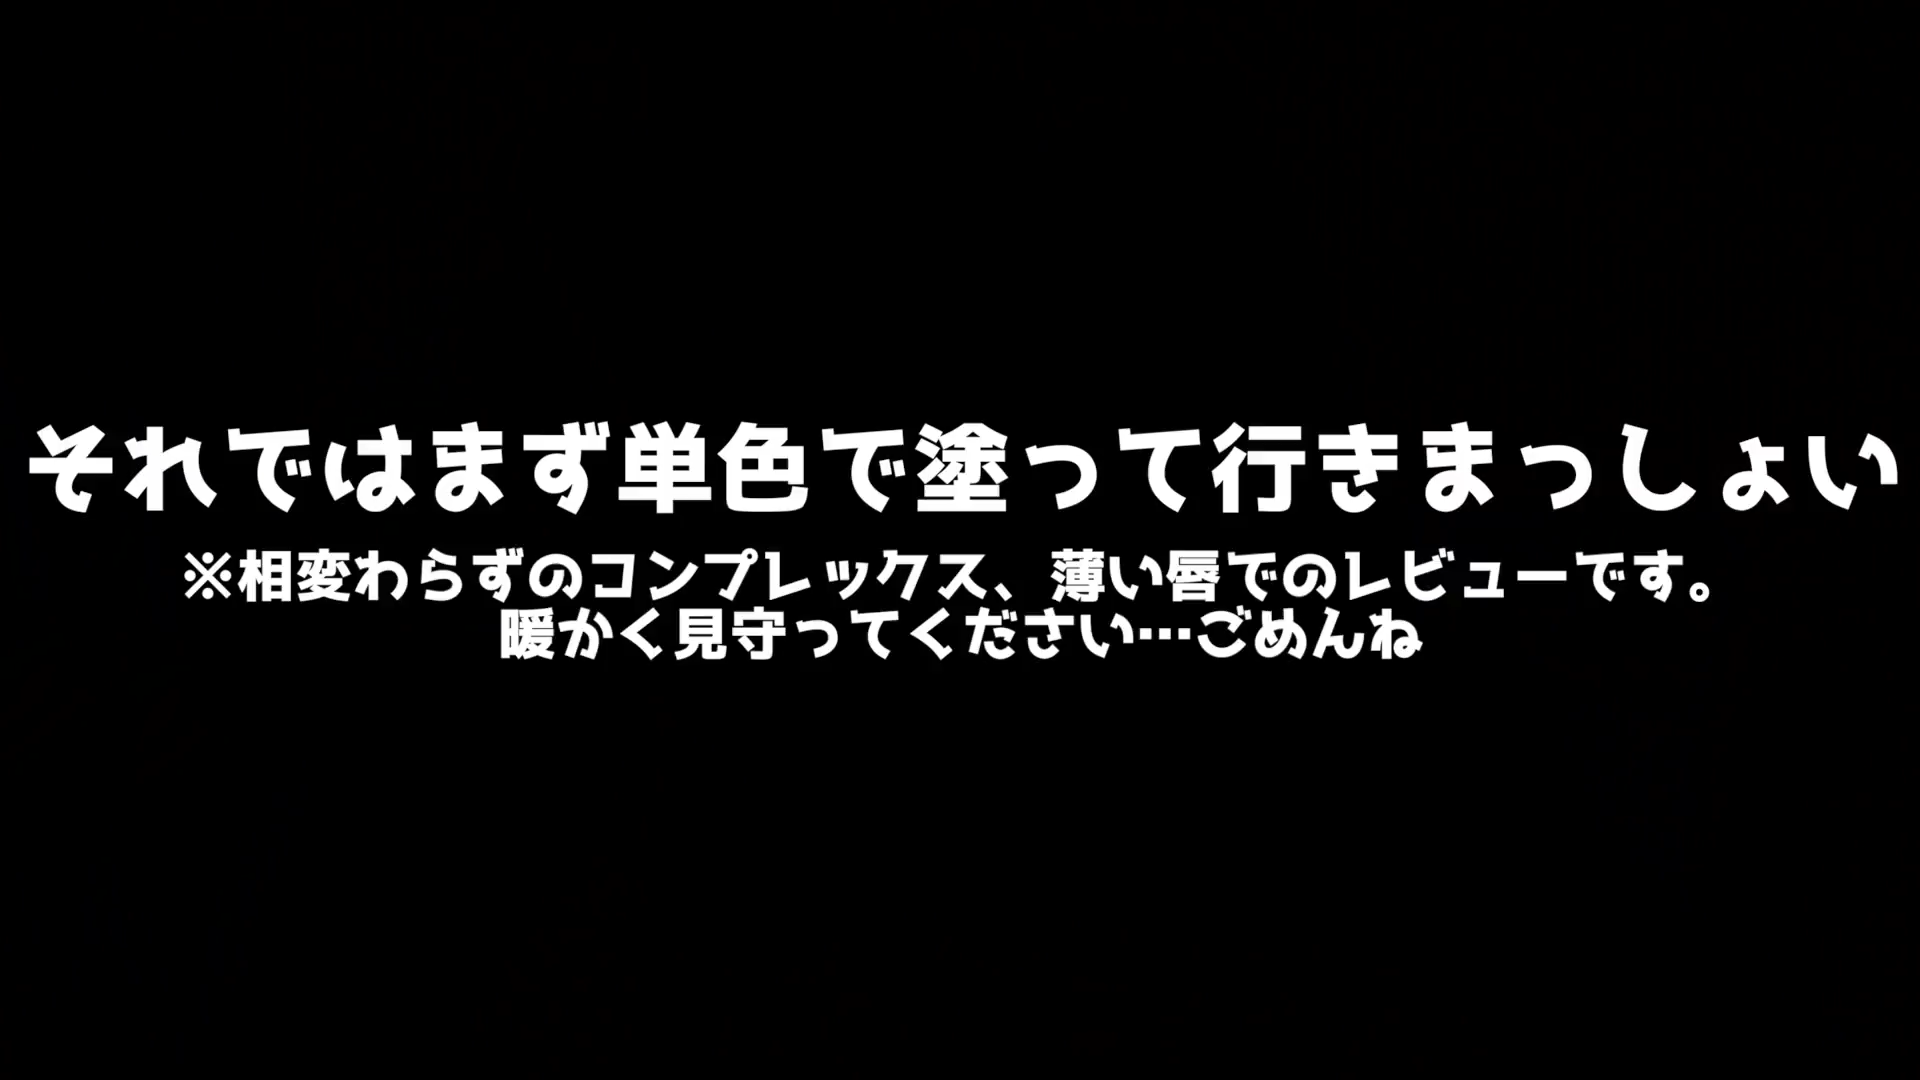 それではまず単色で塗って行きまっしょい
※相変わらずのコンプレックス、薄い唇でのレビューです。
暖かく見守ってください…ごめんね